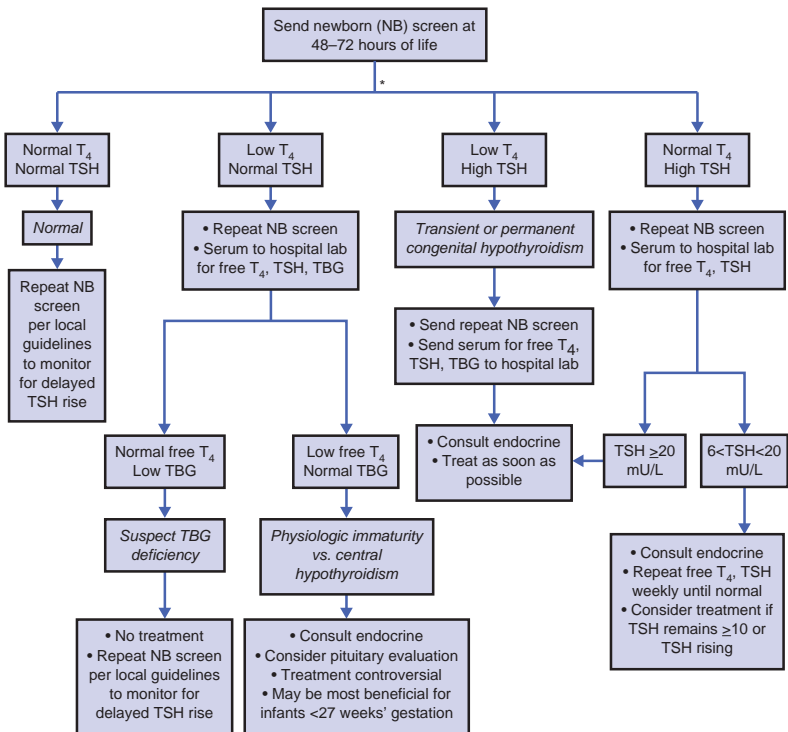 Send newborn (NB) screen at
48–72 hours of life
*
Normal T4
Normal TSH
Low T4
Normal TSH
Low T4
High TSH
Normal T4
High TSH
Normal
• Repeat NB screen
• Serum to hospital lab
for free T4, TSH, TBG
Transient or permanent
congenital hypothyroidism
• Repeat NB screen
• Serum to hospital lab
for free T4, TSH
Repeat NB
screen
per local
guidelines
to monitor
for delayed
TSH rise
• Send repeat NB screen
• Send serum for free T4,
TSH, TBG to hospital lab
Normal free T4
Low TBG
Low free T4
Normal TBG
• Consult endocrine
• Treat as soon as
possible
TSH ≥20
mU/L
6<TSH<20
mU/L
Suspect TBG
deficiency
Physiologic immaturity
vs. central
hypothyroidism
• Consult endocrine
• Repeat free T4, TSH
weekly until normal
• Consider treatment if
TSH remains ≥10 or
TSH rising
• No treatment
• Repeat NB screen
per local guidelines
to monitor for
delayed TSH rise
• Consult endocrine
• Consider pituitary evaluation
• Treatment controversial
• May be most beneficial for
infants <27 weeks' gestation